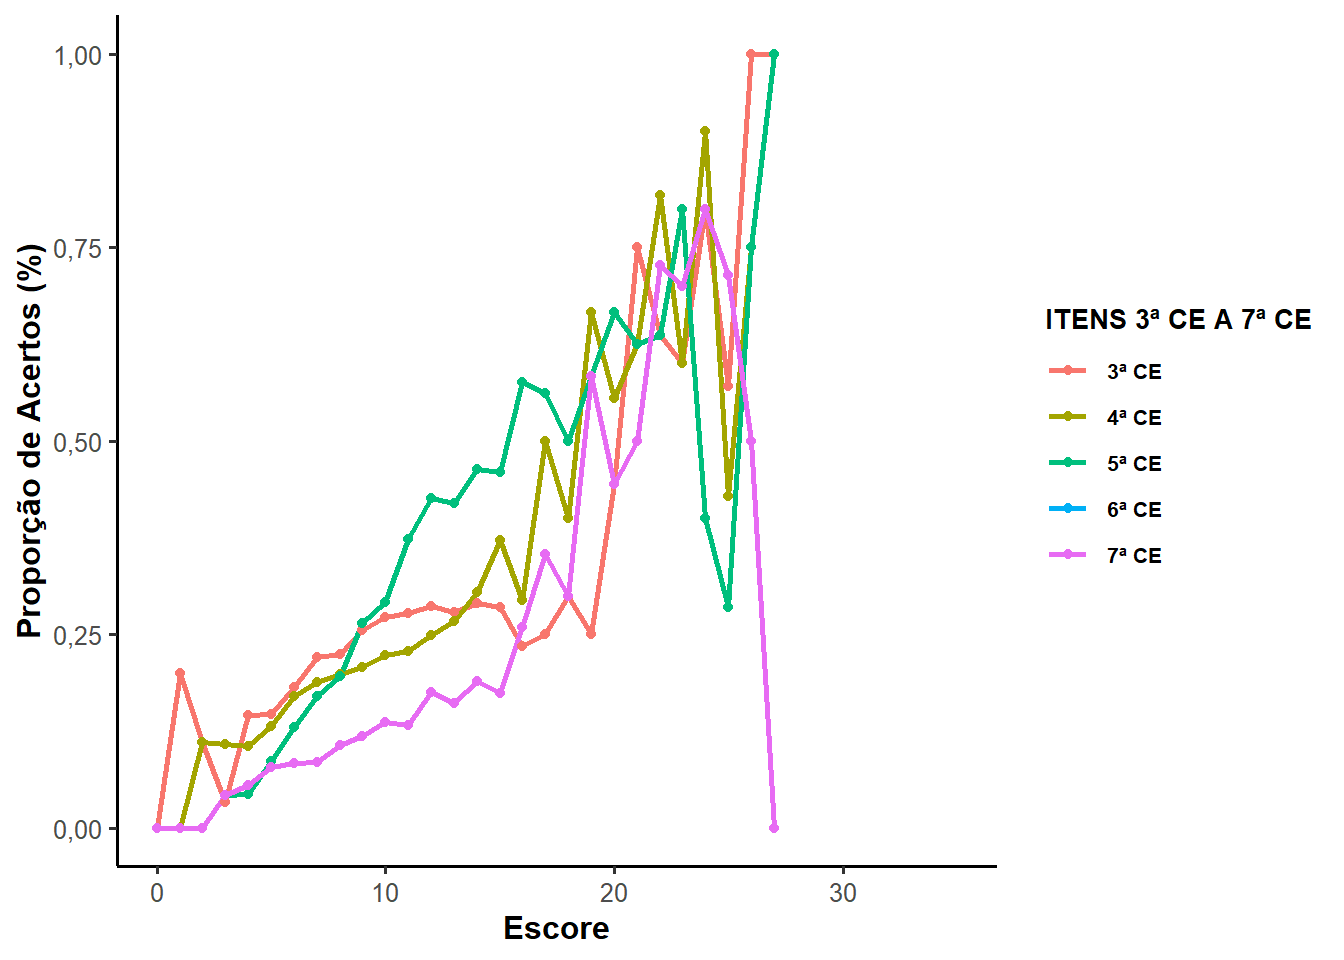 1,00
0,75
0,50
0,25
0,00
Proporção de Acertos (%)
0
10
20
30
Escore
ITENS 3ª CE A 7ª CE
3ª CE
4ª CE
5ª CE
6ª CE
7ª CE